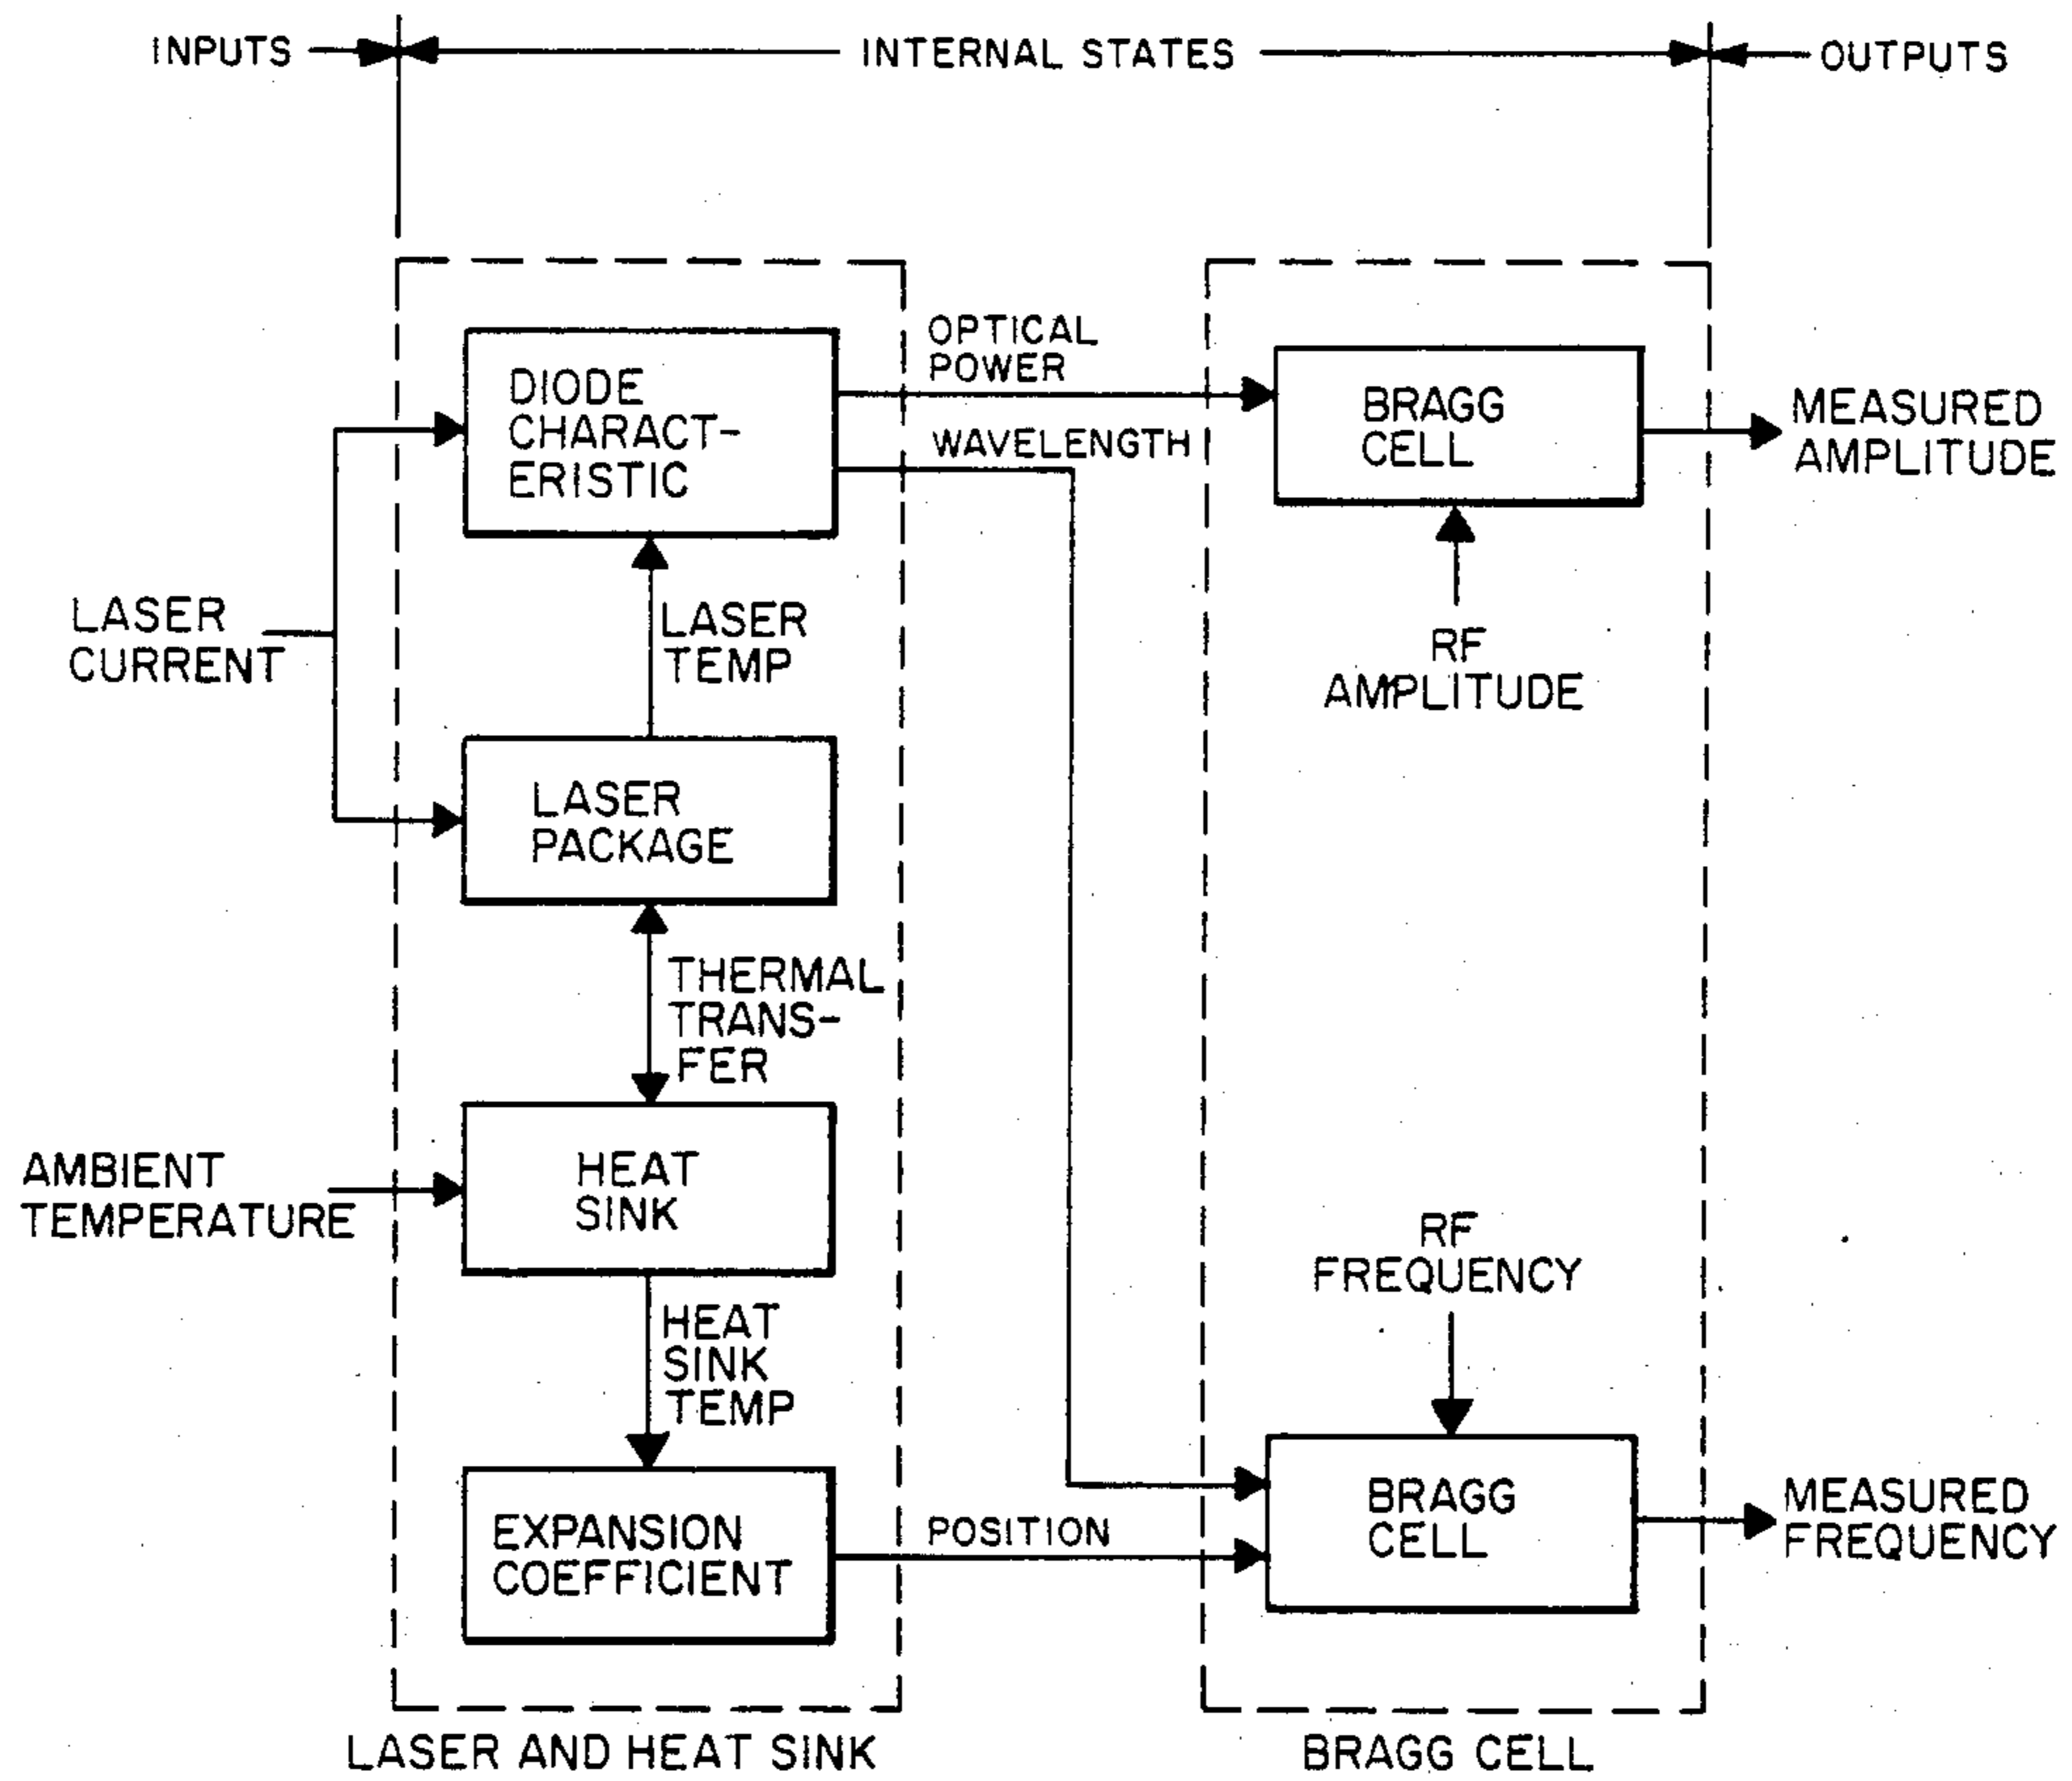 INPUTS
INTERNAL STATES
OUTPUTS
OPTICAL
POWER
DIODE
CHARACT-
ERISTIC
WAVELENGTH
BRAGG
CELL
MEASURED
AMPLITUDE
LASER
CURRENT
LASER
TEMP
RF
AMPLITUDE
LASER
PACKAGE
THERMAL
TRANS-
FER
AMBIENT
TEMPERATURE
HEAT
SINK
RF
FREQUENCY
HEAT
SINK
TEMP
EXPANSION
COEFFICIENT
POSITION
BRAGG
CELL
MEASURED
FREQUENCY
LASER AND HEAT SINK
BRAGG CELL